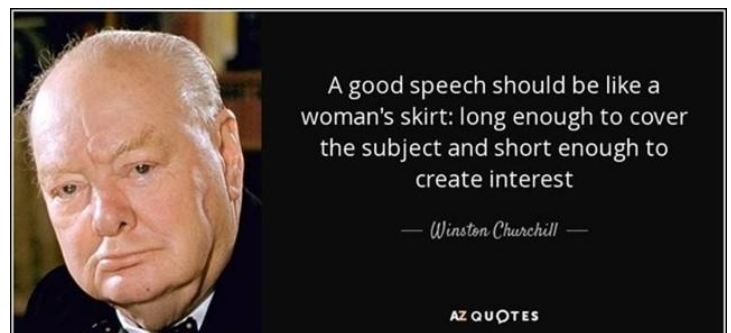 A good speech should be like a
woman's skirt: long enough to cover
the subject and short enough to
create interest
— Winston Churchill —
AZ QUOTES